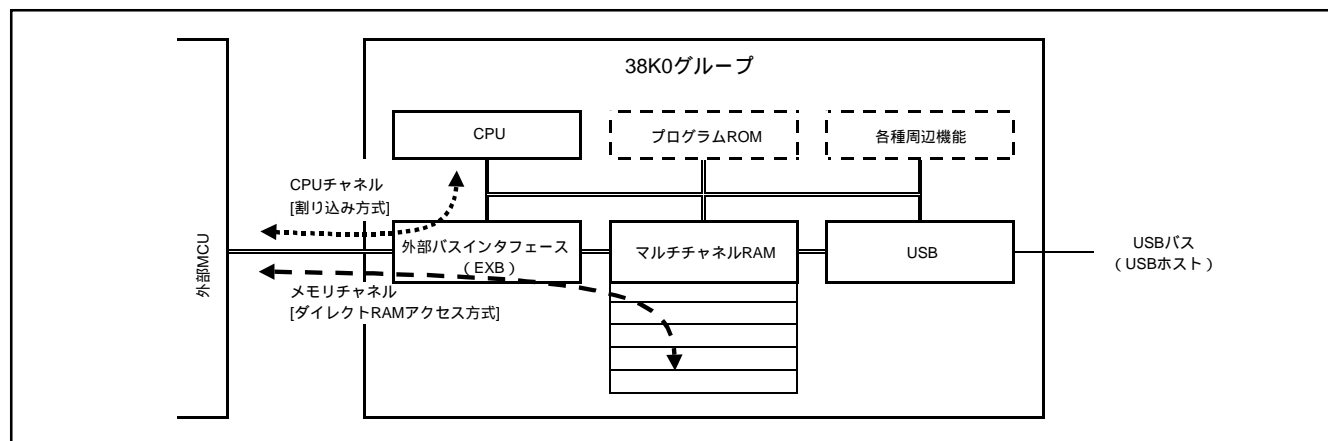 38K0グループ
CPU
プログラムROM
各種周辺機能
CPUチャネル
[割り込み方式]
外部MCU
外部バスインタフェース
（EXB）
マルチチャネルRAM
USB
USBバス
（USBホスト）
メモリチャネル
[ダイレクトRAMアクセス方式]